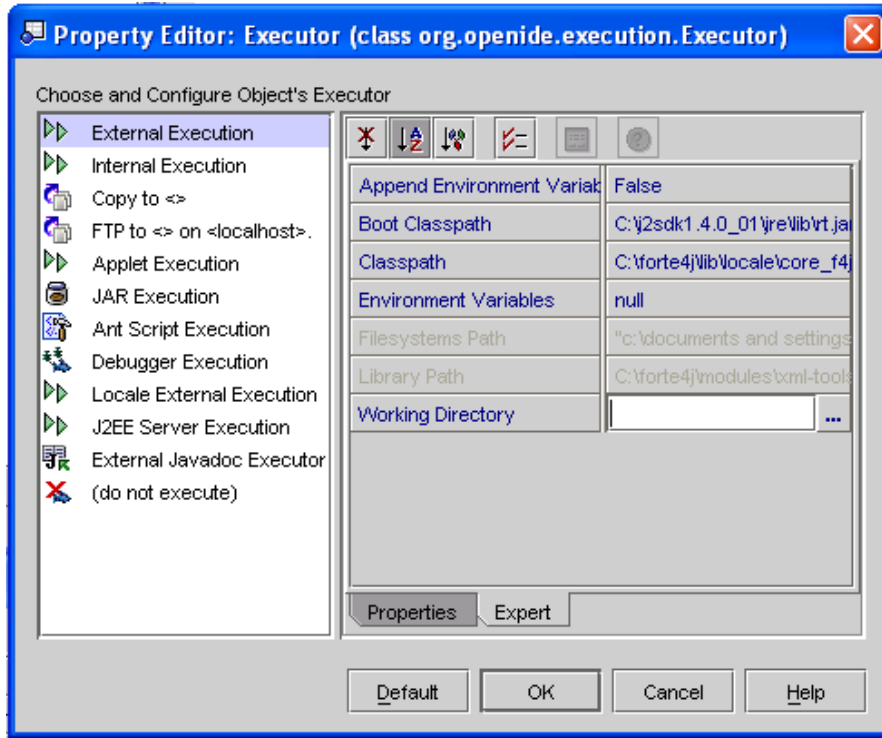 Property Editor: Executor (class org.openide.execution.Executor)
Choose and Configure Object's Executor
External Execution
Internal Execution
Copy to <>
FTP to <> on <localhost>.
Applet Execution
JAR Execution
Ant Script Execution
Debugger Execution
Locale External Execution
J2EE Server Execution
External Javadoc Executor
(do not execute)
Append Environment Variab False
Boot Classpath C:\j2sdk1.4.0_01\jre\lib\rt.jar
Classpath C:\forte4j\lib\locale\core_f4j
Environment Variables null
Filesystems Path "c:\documents and settings
Library Path C:\forte4j\modules\xml-tools
Working Directory ...
Properties Expert
Default OK Cancel Help